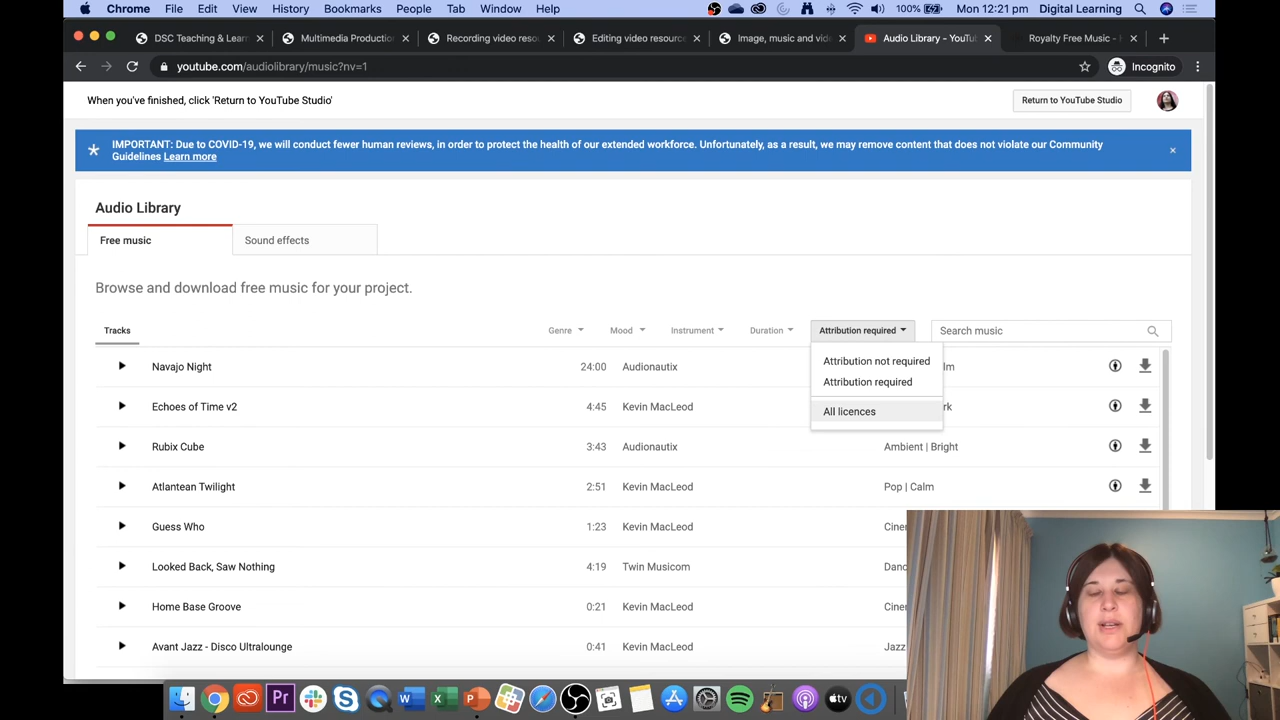 Chrome File Edit View History Bookmarks People Tab Window Help 100% Mon 12:21 pm Digital Learning
DSC Teaching & Learn Multimedia Productio Recording video reso Editing video resource Image, music and vid Audio Library - YouTu Royalty Free Music -
youtube.com/audiolibrary/music?nv=1 Incognito
When you've finished, click 'Return to YouTube Studio' Return to YouTube Studio
IMPORTANT: Due to COVID-19, we will conduct fewer human reviews, in order to protect the health of our extended workforce. Unfortunately, as a result, we may remove content that does not violate our Community
Guidelines Learn more
Audio Library
Free music Sound effects
Browse and download free music for your project.
Tracks Genre Mood Instrument Duration Attribution required Search music
Attribution not required
Attribution required
All licences
Navajo Night 24:00 Audionautix lm
Echoes of Time v2 4:45 Kevin MacLeod rk
Rubix Cube 3:43 Audionautix Ambient | Bright
Atlantean Twilight 2:51 Kevin MacLeod Pop | Calm
Guess Who 1:23 Kevin MacLeod Ciner
Looked Back, Saw Nothing 4:19 Twin Musicom Danc
Home Base Groove 0:21 Kevin MacLeod Ciner
Avant Jazz - Disco Ultralounge 0:41 Kevin MacLeod Jazz
Pr W X P tv